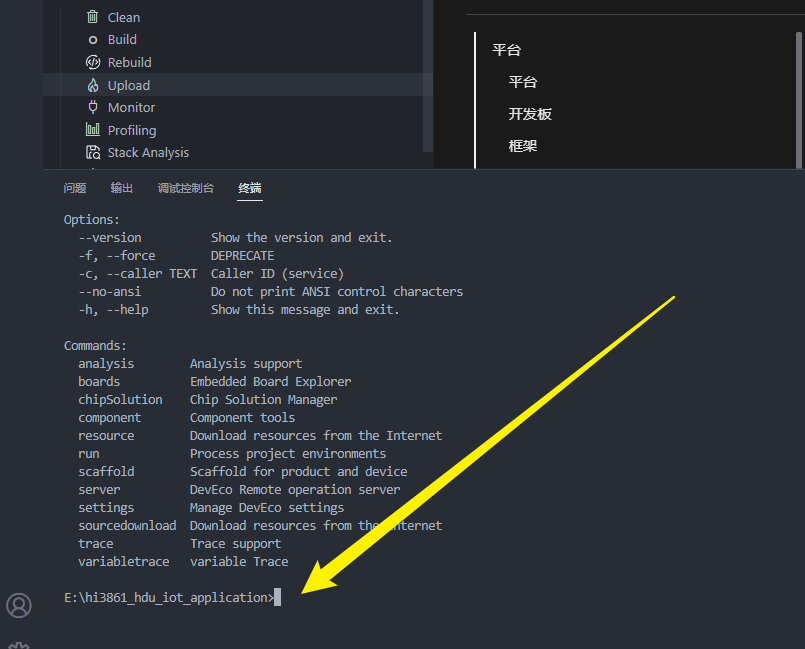 Clean
Build
Rebuild
Upload
Monitor
Profiling
Stack Analysis
平台
平台
开发板
框架
问题 输出 调试控制台 终端
Options:
--version Show the version and exit.
-f, --force DEPRECATE
-c, --caller TEXT Caller ID (service)
--no-ansi Do not print ANSI control characters
-h, --help Show this message and exit.
Commands:
analysis Analysis support
boards Embedded Board Explorer
chipSolution Chip Solution Manager
component Component tools
resource Download resources from the Internet
run Process project environments
scaffold Scaffold for product and device
server DevEco Remote operation server
settings Manage DevEco settings
sourcedownload Download resources from the Internet
trace Trace support
variabletrace variable Trace
E:\hi3861_hdu_iot_application>